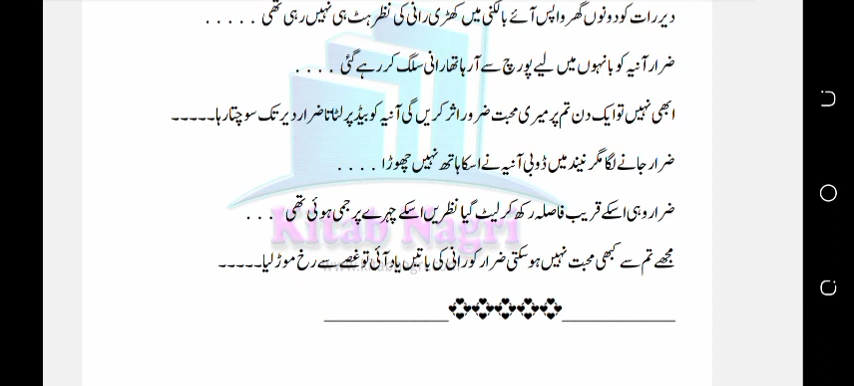 دیر رات کو دونوں گھر واپس آئے بالکنی میں کھڑی رانی کی نظر ہٹ ہی نہیں رہی تھی . . . . .
ضرار آنیہ کو بانہوں میں لیے پورچ سے آ رہا تھا رانی سلگ کر رہے گئی . . . .
ابھی نہیں تو ایک دن تم پر میری محبت ضرور اثر کریں گی آنیہ کو بیڈ پر لٹاتا ضرار دیر تک سوچتا رہا-----
ضرار جانے لگا مگر نیند میں ڈوبی آنیہ نے اسکا ہاتھ نہیں چھوڑا . . . .
ضرار وہی اسکے قریب فاصلہ رکھ کر لیٹ گیا نظریں اسکے چہرے پر جمی ہوئی تھی . . .
Kitab Nagri
مجھے تم سے کبھی محبت نہیں ہو سکتی ضرار کو رانی کی باتیں یاد آئی تو غصے سے رخ موڑ لیا-----